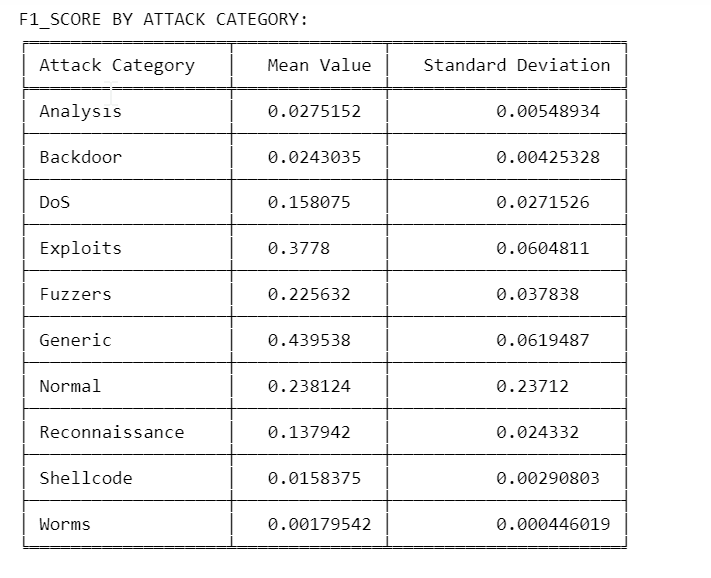 F1_SCORE BY ATTACK CATEGORY:
Attack Category Mean Value Standard Deviation
Analysis 0.0275152 0.00548934
Backdoor 0.0243035 0.00425328
DoS 0.158075 0.0271526
Exploits 0.3778 0.0604811
Fuzzers 0.225632 0.037838
Generic 0.439538 0.0619487
Normal 0.238124 0.23712
Reconnaissance 0.137942 0.024332
Shellcode 0.0158375 0.00290803
Worms 0.00179542 0.000446019